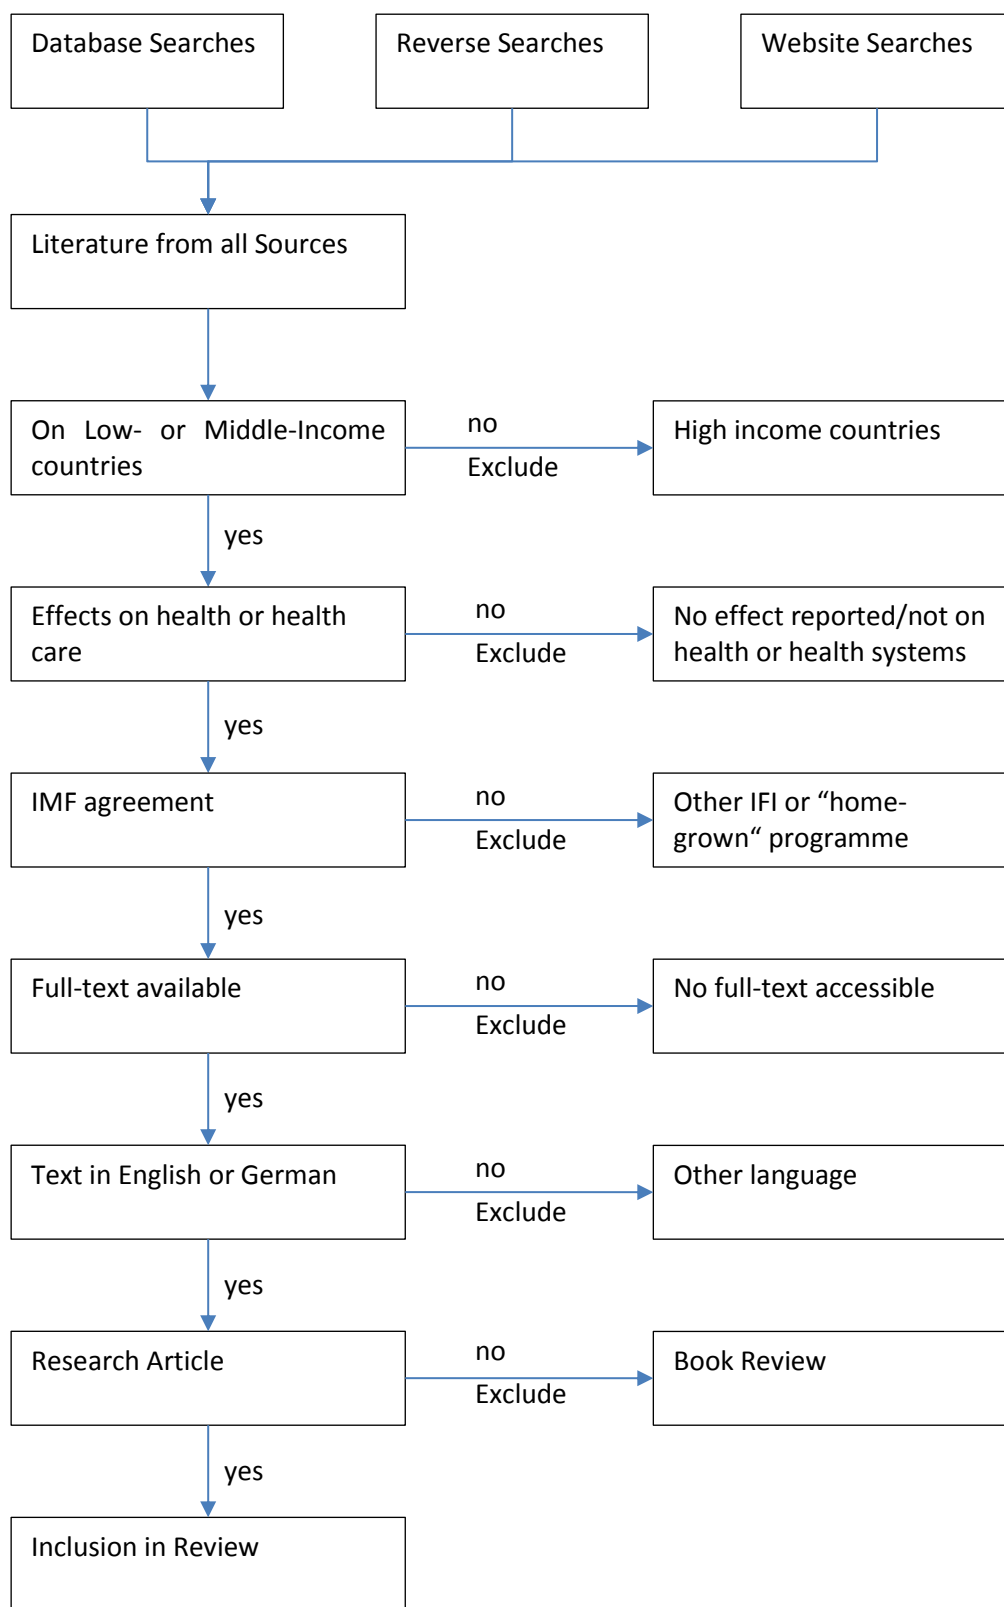 Database Searches
Reverse Searches
Website Searches
Literature from all Sources
On Low- or Middle-Income
countries
no
Exclude
High income countries
yes
Effects on health or health
care
no
Exclude
No effect reported/not on
health or health systems
yes
IMF agreement
no
Exclude
Other IFI or “home-
grown“ programme
yes
Full-text available
no
Exclude
No full-text accessible
yes
Text in English or German
no
Exclude
Other language
yes
Research Article
no
Exclude
Book Review
yes
Inclusion in Review